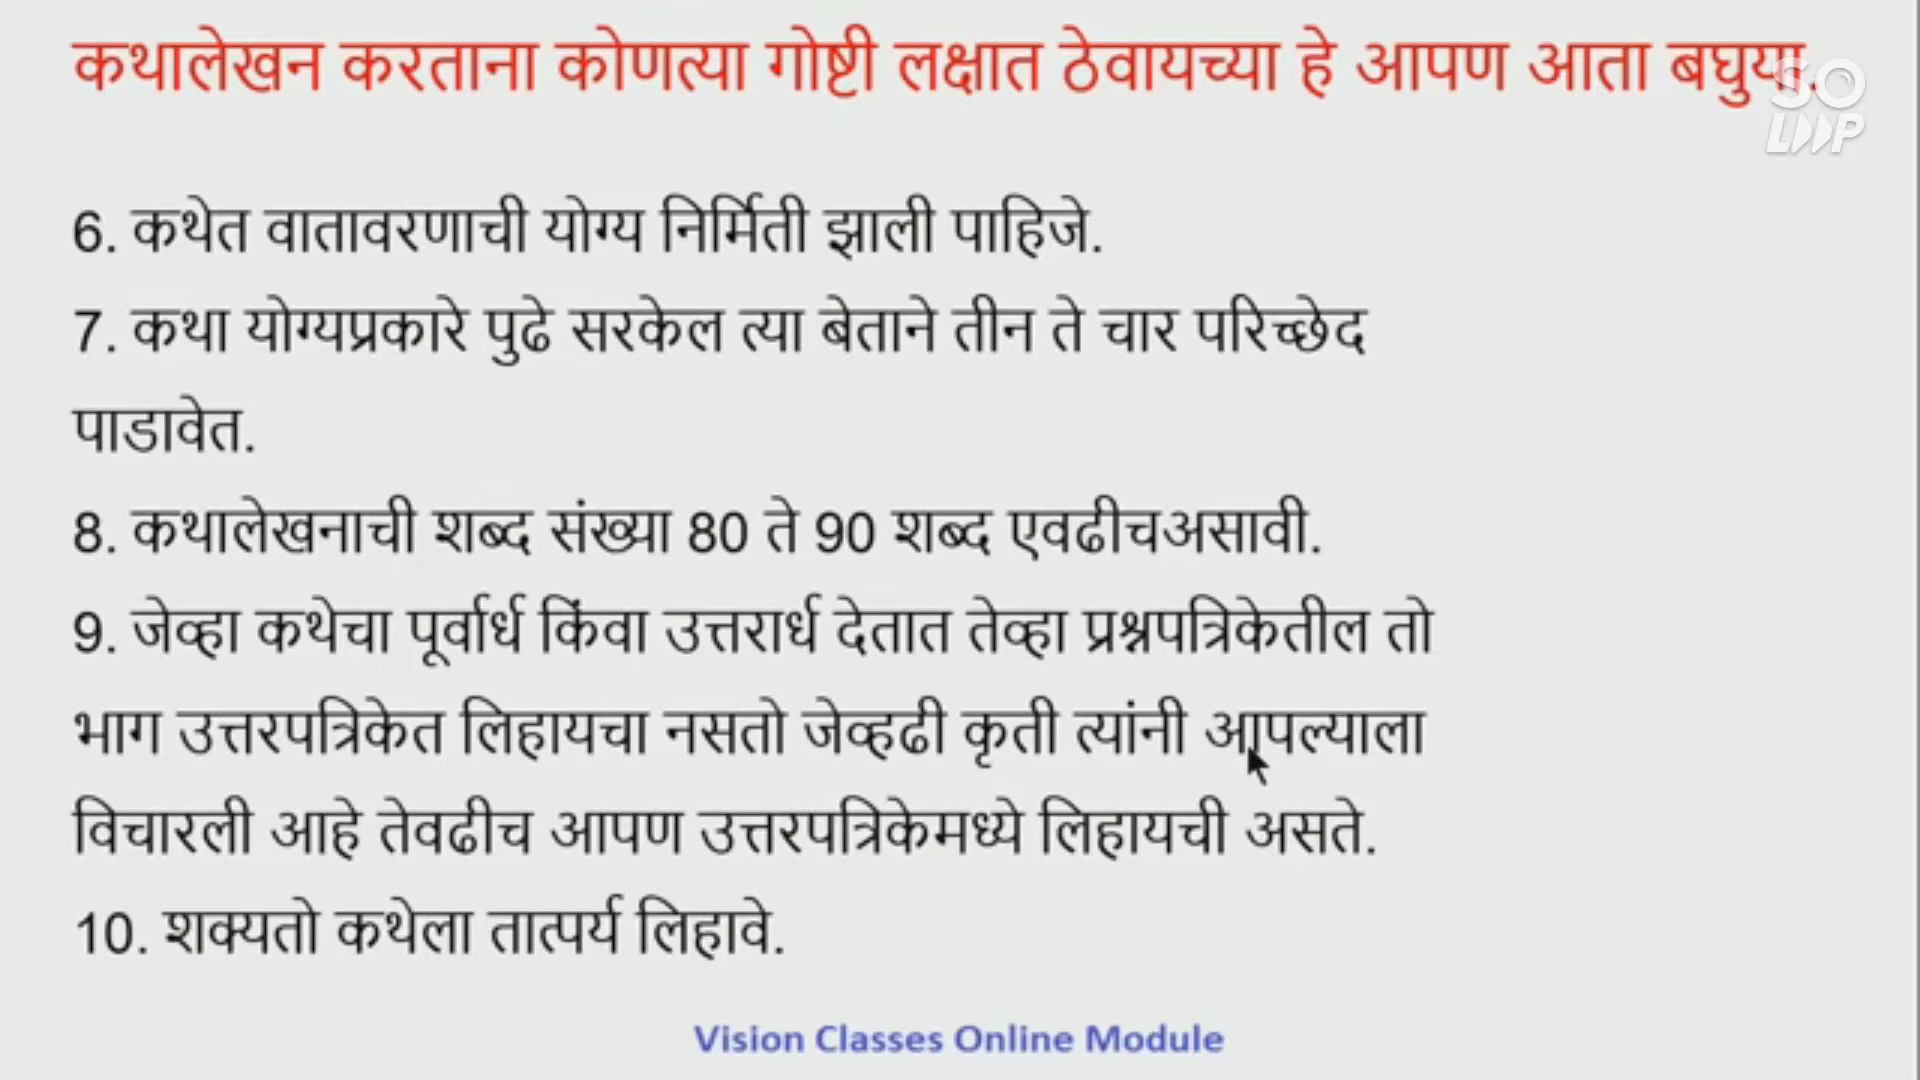 कथालेखन करताना कोणत्या गोष्टी लक्षात ठेवायच्या हे आपण आता बघुया.
SO
LOOP
6. कथेत वातावरणाची योग्य निर्मिती झाली पाहिजे.
7. कथा योग्यप्रकारे पुढे सरकेल त्या बेताने तीन ते चार परिच्छेद
पाडावेत.
8. कथालेखनाची शब्द संख्या 80 ते 90 शब्द एवढीचअसावी.
9. जेव्हा कथेचा पूर्वार्ध किंवा उत्तरार्ध देतात तेव्हा प्रश्नपत्रिकेतील तो
भाग उत्तरपत्रिकेत लिहायचा नसतो जेव्हढी कृती त्यांनी आपल्याला
विचारली आहे तेवढीच आपण उत्तरपत्रिकेमध्ये लिहायची असते.
10. शक्यतो कथेला तात्पर्य लिहावे.
Vision Classes Online Module